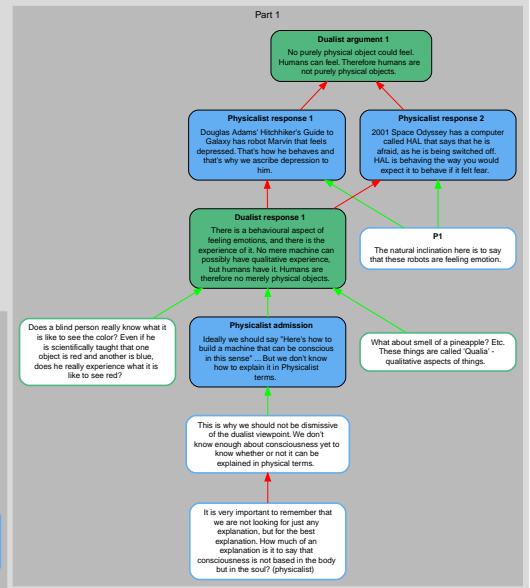 Part 1
Dualist argument 1
No purely physical object could feel.
Humans can feel. Therefore humans are
not purely physical objects.
Physicalist response 1
Douglas Adams' Hitchhiker's Guide to
Galaxy has robot Marvin that feels
depressed. That's how he behaves and
that's why we ascribe depression to
him.
Physicalist response 2
2001 Space Odyssey has a computer
called HAL that says that he is
afraid, as he is being switched off.
HAL is behaving the way you would
expect it to behave if it felt fear.
Dualist response 1
There is a behavioural aspect of
feeling emotions, and there is the
experience of it. No mere machine can
possibly have qualitative experience,
but humans have it. Humans are
therefore no merely physical objects.
P1
The natural inclination here is to say
that these robots are feeling emotion.
Does a blind person really know what it
is like to see the color? Even if he
is scientifically taught that one
object is red and another is blue,
does he really experience what it is
like to see red?
Physicalist admission
Ideally we should say "Here's how to
build a machine that can be conscious
in this sense" ... But we don't know
how to explain it in Physicalist
terms.
What about smell of a pineapple? Etc.
These things are called 'Qualia' -
qualitative aspects of things.
This is why we should not be dismissive
of the dualist viewpoint. We don't
know enough about consciousness yet to
know whether or not it can be
explained in physical terms.
It is very important to remember that
we are not looking for just any
explanation, but for the best
explanation. How much of an
explanation is it to say that
consciousness is not based in the body
but in the soul? (physicalist)